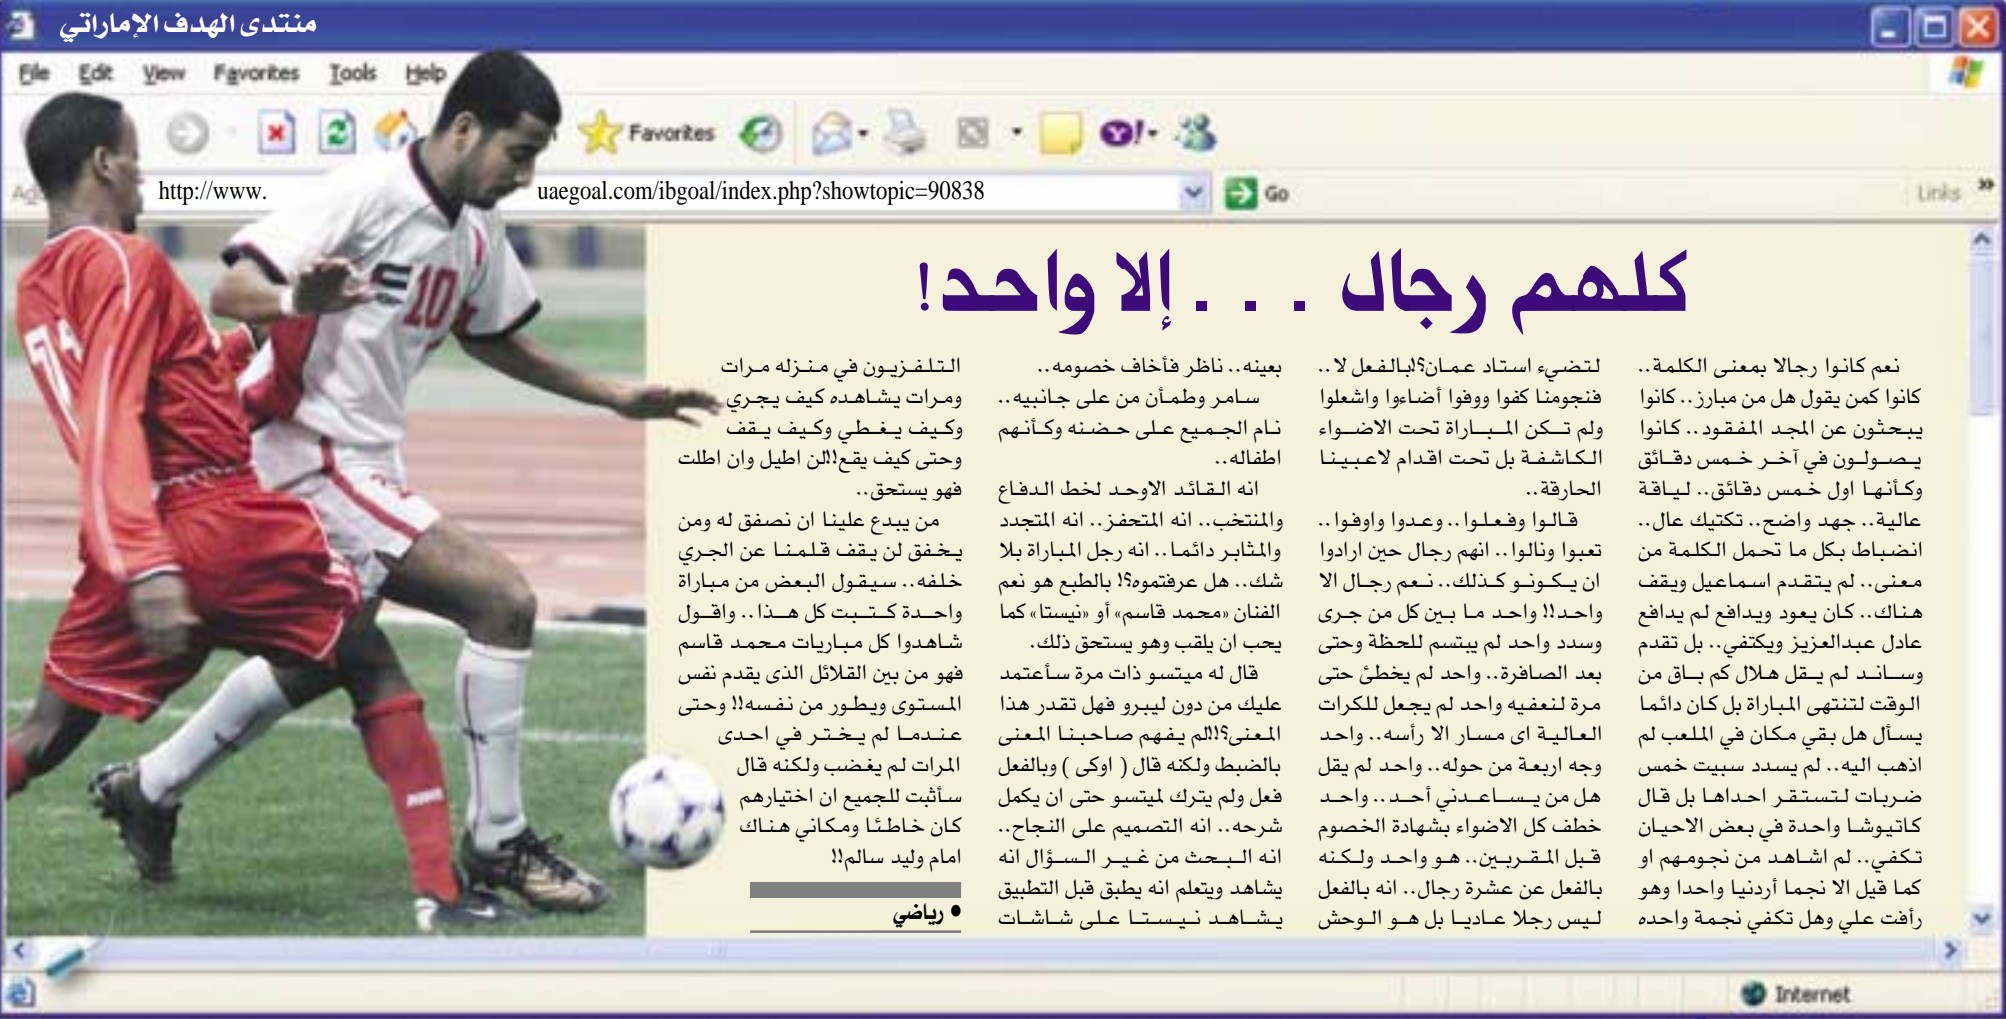 منتدى الهدف الإماراتي
File Edit View Favorites Tools Help
Favorites
http://www. uaegoal.com/ibgoal/index.php?showtopic=90838
Go
Links
كلهم رجال . . . إلا واحد!
نعم كانوا رجالا بمعنى الكلمة..
كانوا كمن يقول هل من مبارز.. كانوا
يبحثون عن المجد المفقود.. كانوا
يصولون في آخر خمس دقائق
وكأنها اول خمس دقائق.. لياقة
عالية.. جهد واضح.. تكتيك عال..
انضباط بكل ما تحمل الكلمة من
معنى.. لم يتقدم اسماعيل ويقف
هناك.. كان يعود ويدافع لم يدافع
عادل عبدالعزيز ويكتفي.. بل تقدم
وساند لم يقل هلال كم باق من
الوقت لتنتهى المباراة بل كان دائما
يسأل هل بقي مكان في الملعب لم
اذهب اليه.. لم يسدد سبيت خمس
ضربات لتستقر احداها بل قال
كاتيوشا واحدة في بعض الاحيان
تكفي.. لم اشاهد من نجومهم او
كما قيل الا نجما أردنيا واحدا وهو
رأفت علي وهل تكفي نجمة واحده
لتضيء استاد عمان؟!بالفعل لا..
فنجومنا كفوا ووفوا أضاءوا واشعلوا
ولم تكن المباراة تحت الاضواء
الكاشفة بل تحت اقدام لاعبينا
الحارقة..
قالوا وفعلوا.. وعدوا واوفوا..
تعبوا ونالوا.. انهم رجال حين ارادوا
ان يكونو كذلك.. نعم رجال الا
واحد!! واحد ما بين كل من جرى
وسدد واحد لم يبتسم للحظة وحتى
بعد الصافرة.. واحد لم يخطئ حتى
مرة لنعفيه واحد لم يجعل للكرات
العالية اى مسار الا رأسه.. واحد
وجه اربعة من حوله.. واحد لم يقل
هل من يساعدني أحد.. واحد
خطف كل الاضواء بشهادة الخصوم
قبل المقربين.. هو واحد ولكنه
بالفعل عن عشرة رجال.. انه بالفعل
ليس رجلا عاديا بل هو الوحش
بعينه.. ناظر فأخاف خصومه..
سامر وطمأن من على جانبيه..
نام الجميع على حضنه وكأنهم
اطفاله..
انه القائد الاوحد لخط الدفاع
والمنتخب.. انه المتحفز.. انه المتجدد
والمثابر دائما.. انه رجل المباراة بلا
شك.. هل عرفتموه؟! بالطبع هو نعم
الفنان «محمد قاسم» أو «نيستا» كما
يحب ان يلقب وهو يستحق ذلك.
قال له ميتسو ذات مرة سأعتمد
عليك من دون ليبرو فهل تقدر هذا
المعنى؟!!لم يفهم صاحبنا المعنى
بالضبط ولكنه قال ( اوكى ) وبالفعل
فعل ولم يترك لميتسو حتى ان يكمل
شرحه.. انه التصميم على النجاح..
انه البحث من غير السؤال انه
يشاهد ويتعلم انه يطبق قبل التطبيق
يشاهد نيستا على شاشات
التلفزيون في منزله مرات
ومرات يشاهده كيف يجري
وكيف يغطي وكيف يقف
وحتى كيف يقع!!لن اطيل وان اطلت
فهو يستحق..
من يبدع علينا ان نصفق له ومن
يخفق لن يقف قلمنا عن الجري
خلفه.. سيقول البعض من مباراة
واحدة كتبت كل هذا.. واقول
شاهدوا كل مباريات محمد قاسم
فهو من بين القلائل الذى يقدم نفس
المستوى ويطور من نفسه!! وحتى
عندما لم يختر في احدى
المرات لم يغضب ولكنه قال
سأثبت للجميع ان اختيارهم
كان خاطئا ومكاني هناك
امام وليد سالم!!
• رياضي
10
Internet